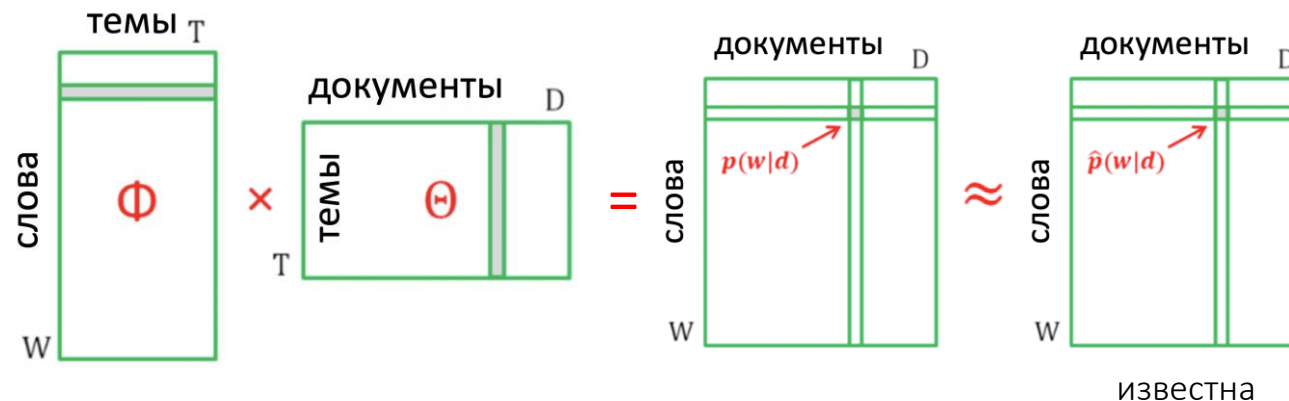 темы T
слова
Φ
W
×
документы D
темы
Θ
T
=
документы D
слова
p(w|d)
W
≈
документы D
слова
p̂(w|d)
W
известна